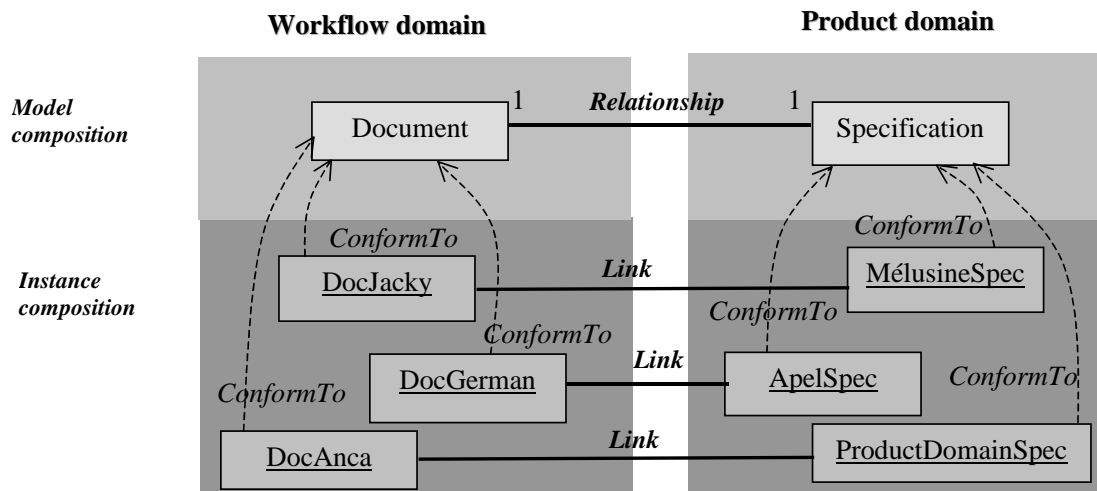 Workflow domain
Product domain
Model
composition
Document
1
Relationship
1
Specification
ConformTo
ConformTo
Instance
composition
DocJacky
Link
MélusineSpec
ConformTo
ConformTo
DocGerman
Link
ApelSpec
ConformTo
ConformTo
DocAnca
Link
ProductDomainSpec